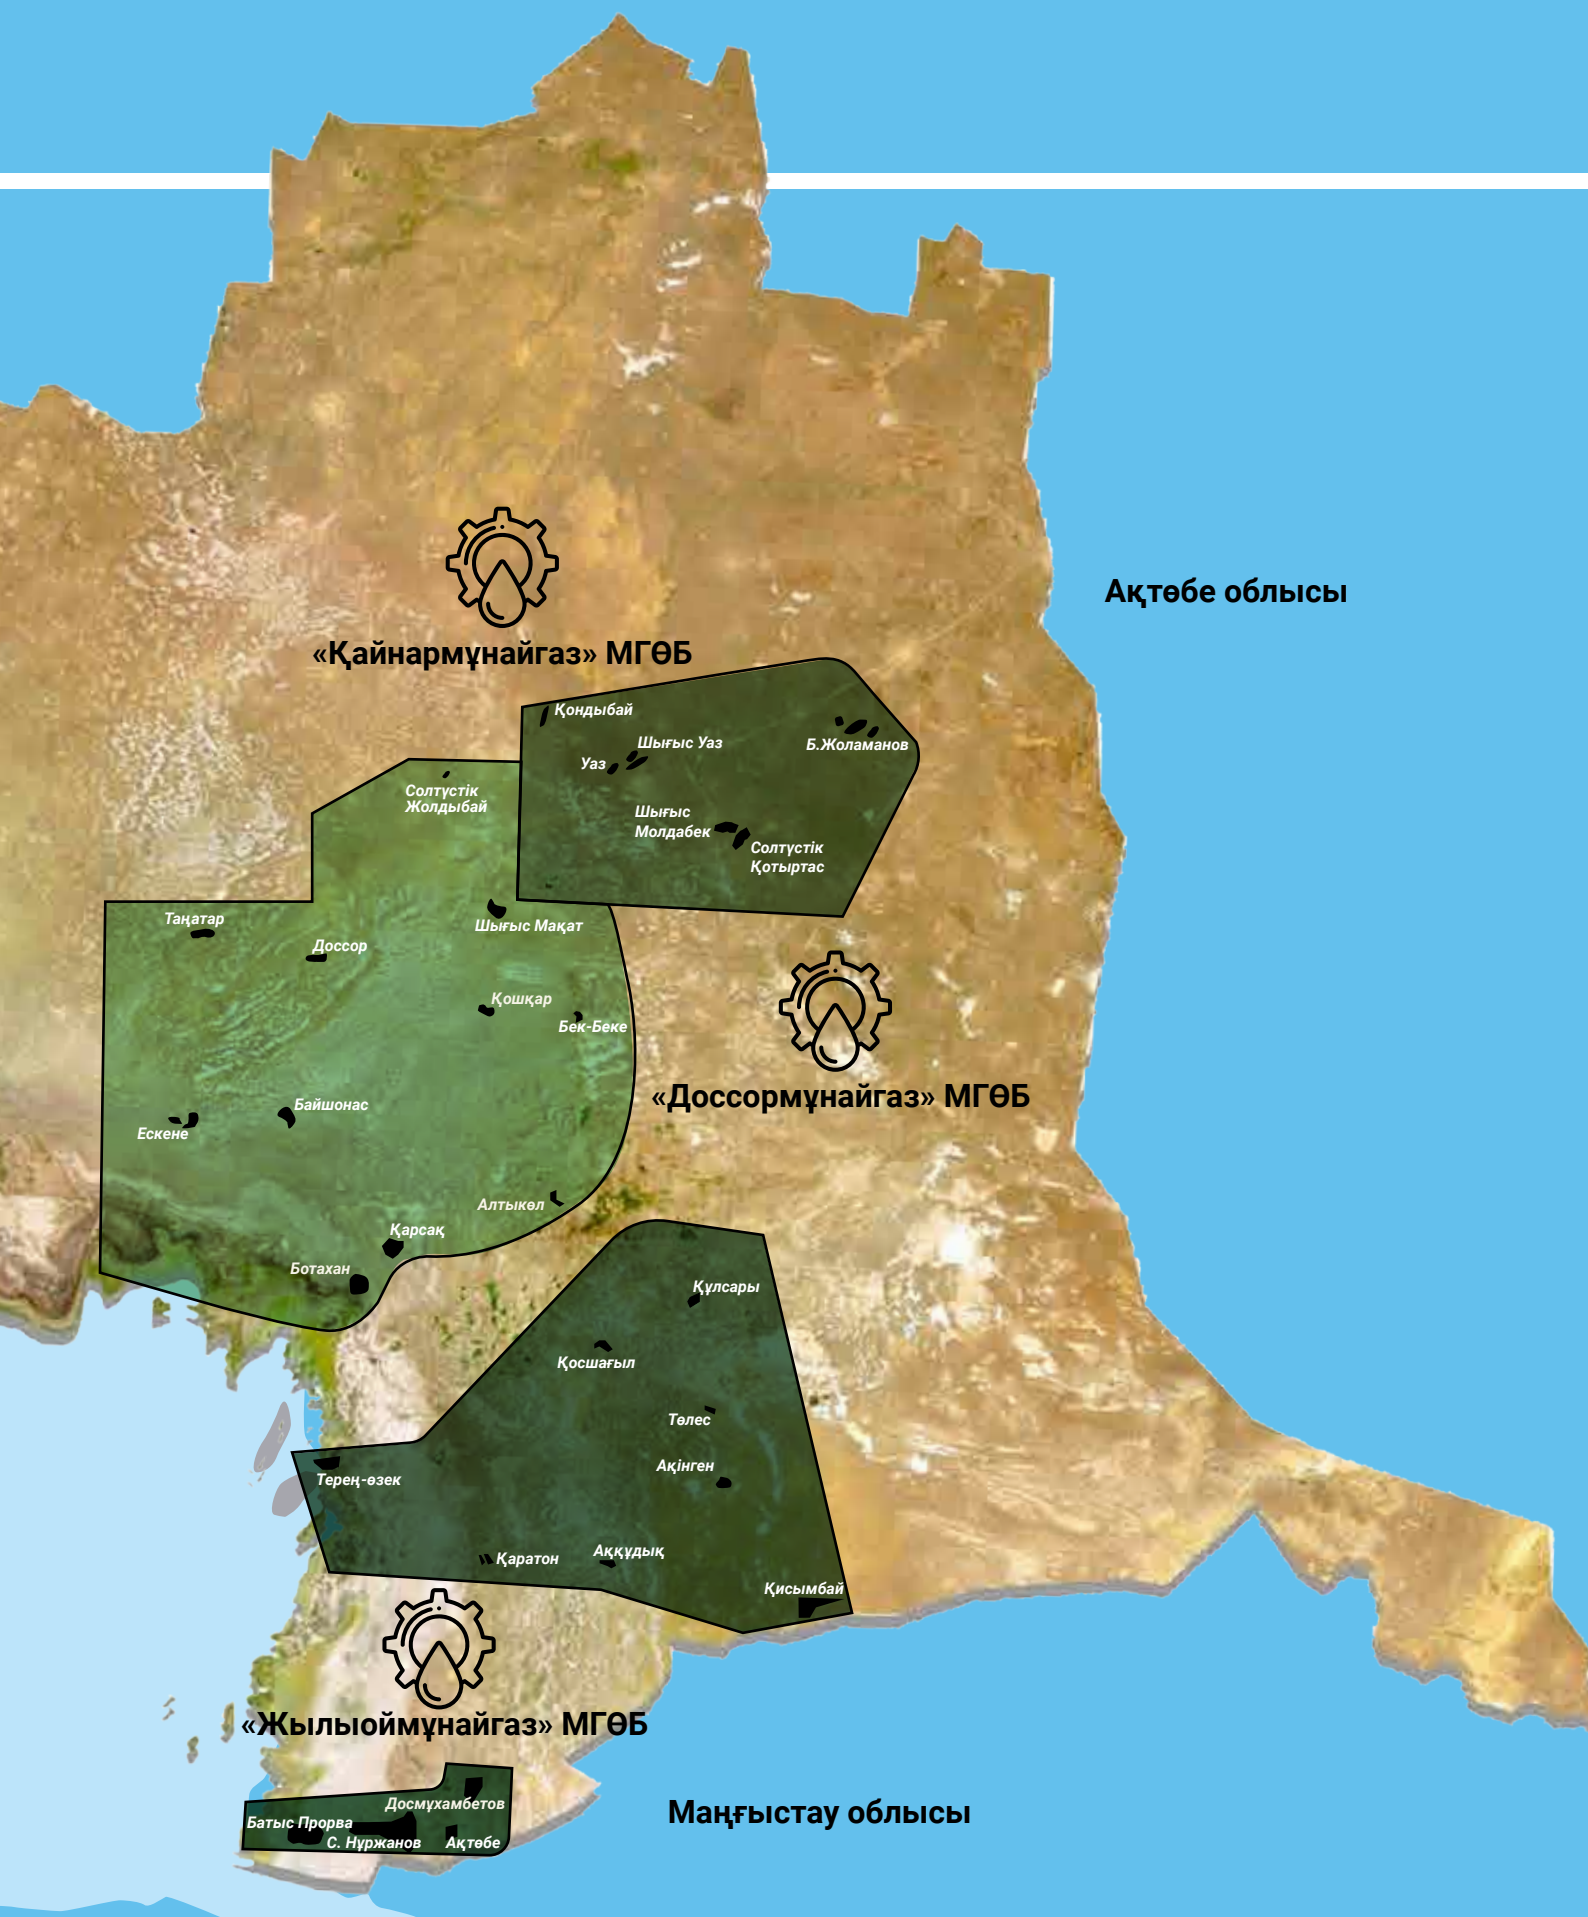 Ақтөбе облысы
«Қайнармұнайгаз» МГӨБ
Қондыбай
Шығыс Уаз
Б.Жоламанов
Уаз
Солтүстік
Жолдыбай
Шығыс
Молдабек
Солтүстік
Қотыртас
Таңатар
Шығыс Мақат
Доссор
Қошқар
Бек-Беке
«Доссормұнайгаз» МГӨБ
Байшонас
Ескене
Алтыкөл
Қарсақ
Ботахан
Құлсары
Қосшағыл
Төлес
Ақінген
Терең-өзек
Аққұдық
Қаратон
Қисымбай
«Жылыоймұнайгаз» МГӨБ
Досмұхамбетов
Маңғыстау облысы
Батыс Прорва
С. Нұржанов
Ақтөбе